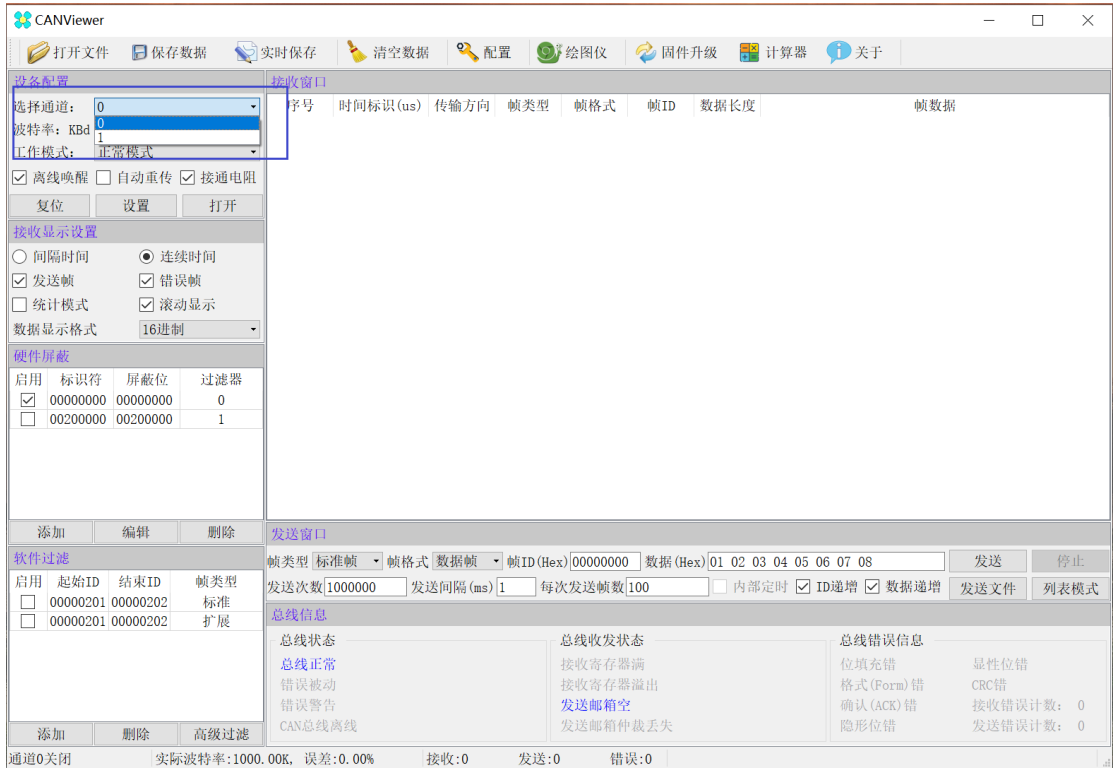 CANViewer
打开文件 保存数据 实时保存 清空数据 配置 绘图仪 固件升级 计算器 关于
设备配置
选择通道： 0
0
1
波特率: KBd
工作模式： 正常模式
离线唤醒 自动重传 接通电阻
复位 设置 打开
接收显示设置
间隔时间 连续时间
发送帧 错误帧
统计模式 滚动显示
数据显示格式 16进制
硬件屏蔽
启用 标识符 屏蔽位 过滤器
00000000 00000000 0
00200000 00200000 1
添加 编辑 删除
软件过滤
启用 起始ID 结束ID 帧类型
00000201 00000202 标准
00000201 00000202 扩展
添加 删除 高级过滤
接收窗口
序号 时间标识(us) 传输方向 帧类型 帧格式 帧ID 数据长度 帧数据
发送窗口
帧类型 标准帧 帧格式 数据帧 帧ID(Hex) 00000000 数据(Hex) 01 02 03 04 05 06 07 08 发送 停止
发送次数 1000000 发送间隔(ms) 1 每次发送帧数 100 内部定时 ID递增 数据递增 发送文件 列表模式
总线信息
总线状态 总线收发状态 总线错误信息
总线正常 接收寄存器满 位填充错 显性位错
错误被动 接收寄存器溢出 格式(Form)错 CRC错
错误警告 发送邮箱空 确认(ACK)错 接收错误计数： 0
CAN总线离线 发送邮箱仲裁丢失 隐形位错 发送错误计数： 0
通道0关闭 实际波特率:1000.00K, 误差:0.00% 接收:0 发送:0 错误:0